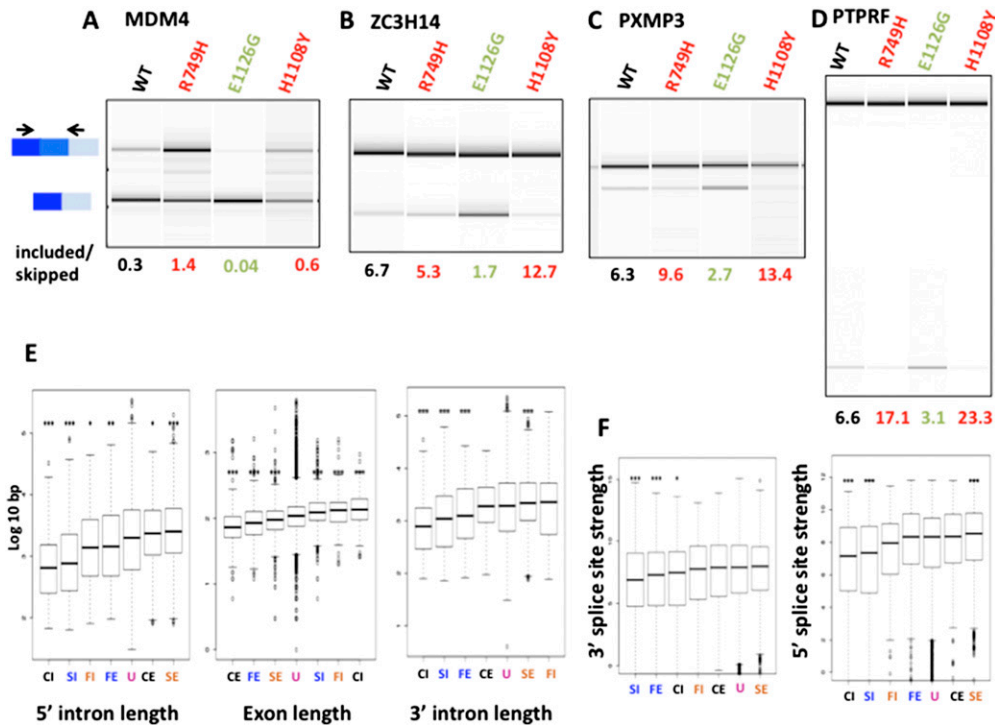 A MDM4
WT R749H E1126G H1108Y
included/
skipped
0.3 1.4 0.04 0.6
B ZC3H14
WT R749H E1126G H1108Y
6.7 5.3 1.7 12.7
C PXMP3
WT R749H E1126G H1108Y
6.3 9.6 2.7 13.4
D PTPRF
WT R749H E1126G H1108Y
6.6 17.1 3.1 23.3
E
Log 10 bp
CI SI FI FE U CE SE
5' intron length
CE FE SE U SI FI CI
Exon length
CI SI FE CE U SE FI
3' intron length
F
3' splice site strength
SI FE CI FI CE U SE
5' splice site strength
CI SI FI FE U CE SE